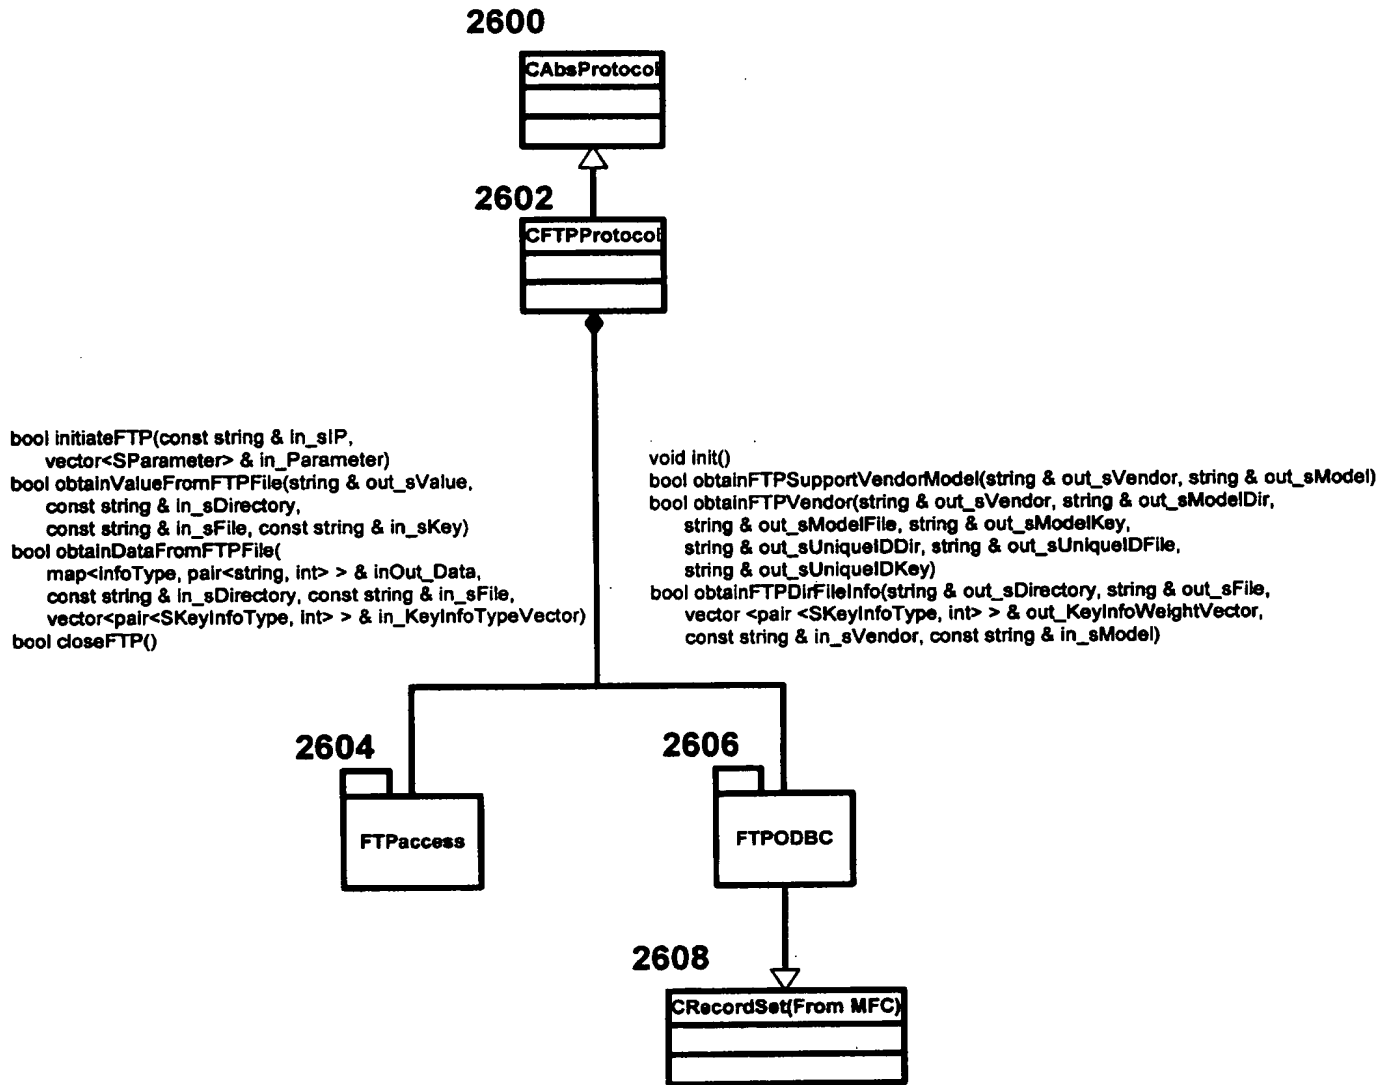 2600
CAbsProtocol
2602
CFTPProtocol
bool initiateFTP(const string & in_sIP,
vector<SParameter> & in_Parameter)
bool obtainValueFromFTPFile(string & out_sValue,
const string & in_sDirectory,
const string & in_sFile, const string & in_sKey)
bool obtainDataFromFTPFile(
map<infoType, pair<string, int> > & inOut_Data,
const string & in_sDirectory, const string & in_sFile,
vector<pair<SKeyInfoType, int> > & in_KeyInfoTypeVector)
bool closeFTP()
void init()
bool obtainFTPSupportVendorModel(string & out_sVendor, string & out_sModel)
bool obtainFTPVendor(string & out_sVendor, string & out_sModelDir,
string & out_sModelFile, string & out_sModelKey,
string & out_sUniqueIDDir, string & out_sUniqueIDFile,
string & out_sUniqueIDKey)
bool obtainFTPDirFileInfo(string & out_sDirectory, string & out_sFile,
vector <pair <SKeyInfoType, int> > & out_KeyInfoWeightVector,
const string & in_sVendor, const string & in_sModel)
2604
FTPaccess
2606
FTPODBC
2608
CRecordSet(From MFC)